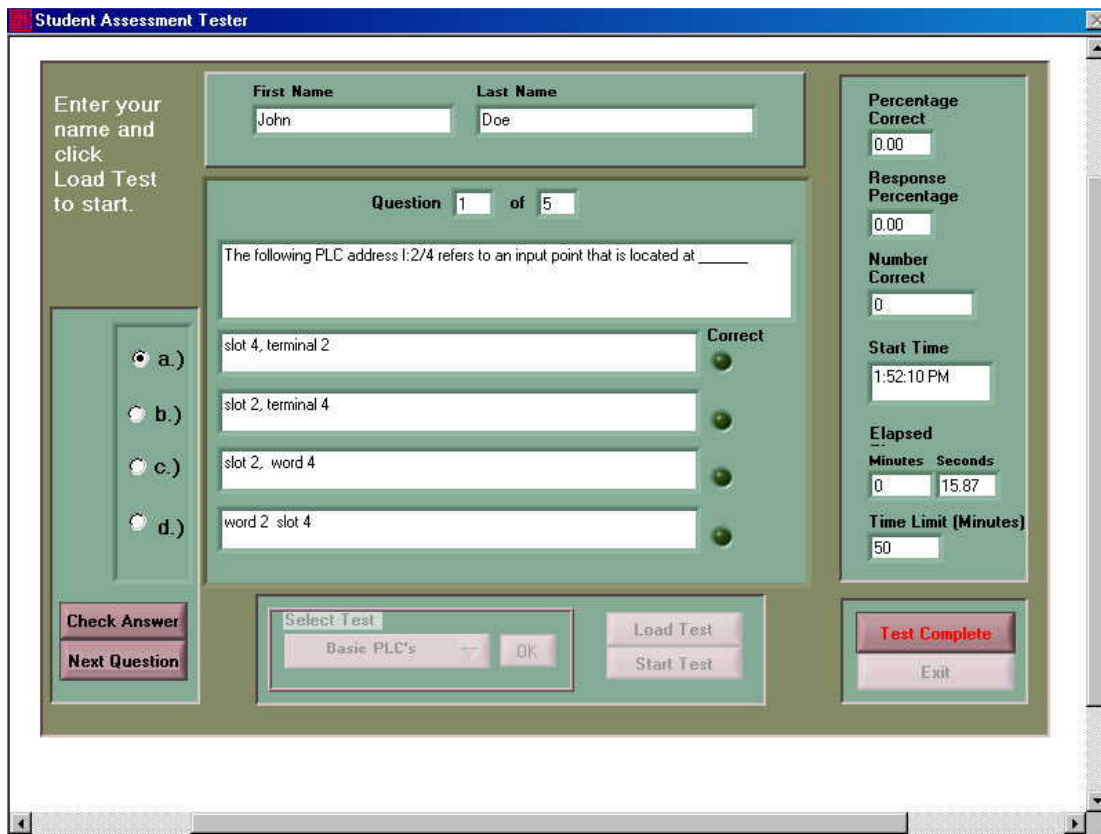 Student Assessment Tester
Enter your
name and
click
Load Test
to start.
First Name
Last Name
John
Doe
Question 1 of 5
The following PLC address I:2/4 refers to an input point that is located at ______
Correct
a.) slot 4, terminal 2
b.) slot 2, terminal 4
c.) slot 2,  word 4
d.) word 2  slot 4
Check Answer
Next Question
Select Test
Basic PLC's
OK
Load Test
Start Test
Percentage
Correct
0.00
Response
Percentage
0.00
Number
Correct
0
Start Time
1:52:10 PM
Elapsed
Minutes Seconds
0 15.87
Time Limit (Minutes)
50
Test Complete
Exit